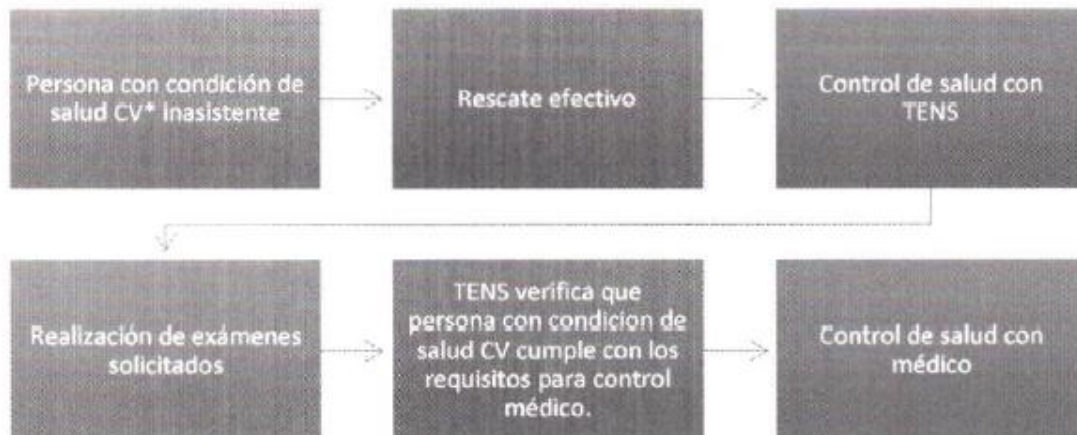 Persona con condición de
salud CV* inasistente
Rescate efectivo
Control de salud con
TENS
Realización de exámenes
solicitados
TENS verifica que
persona con condicion de
salud CV cumple con los
requisitos para control
médico.
Control de salud con
médico